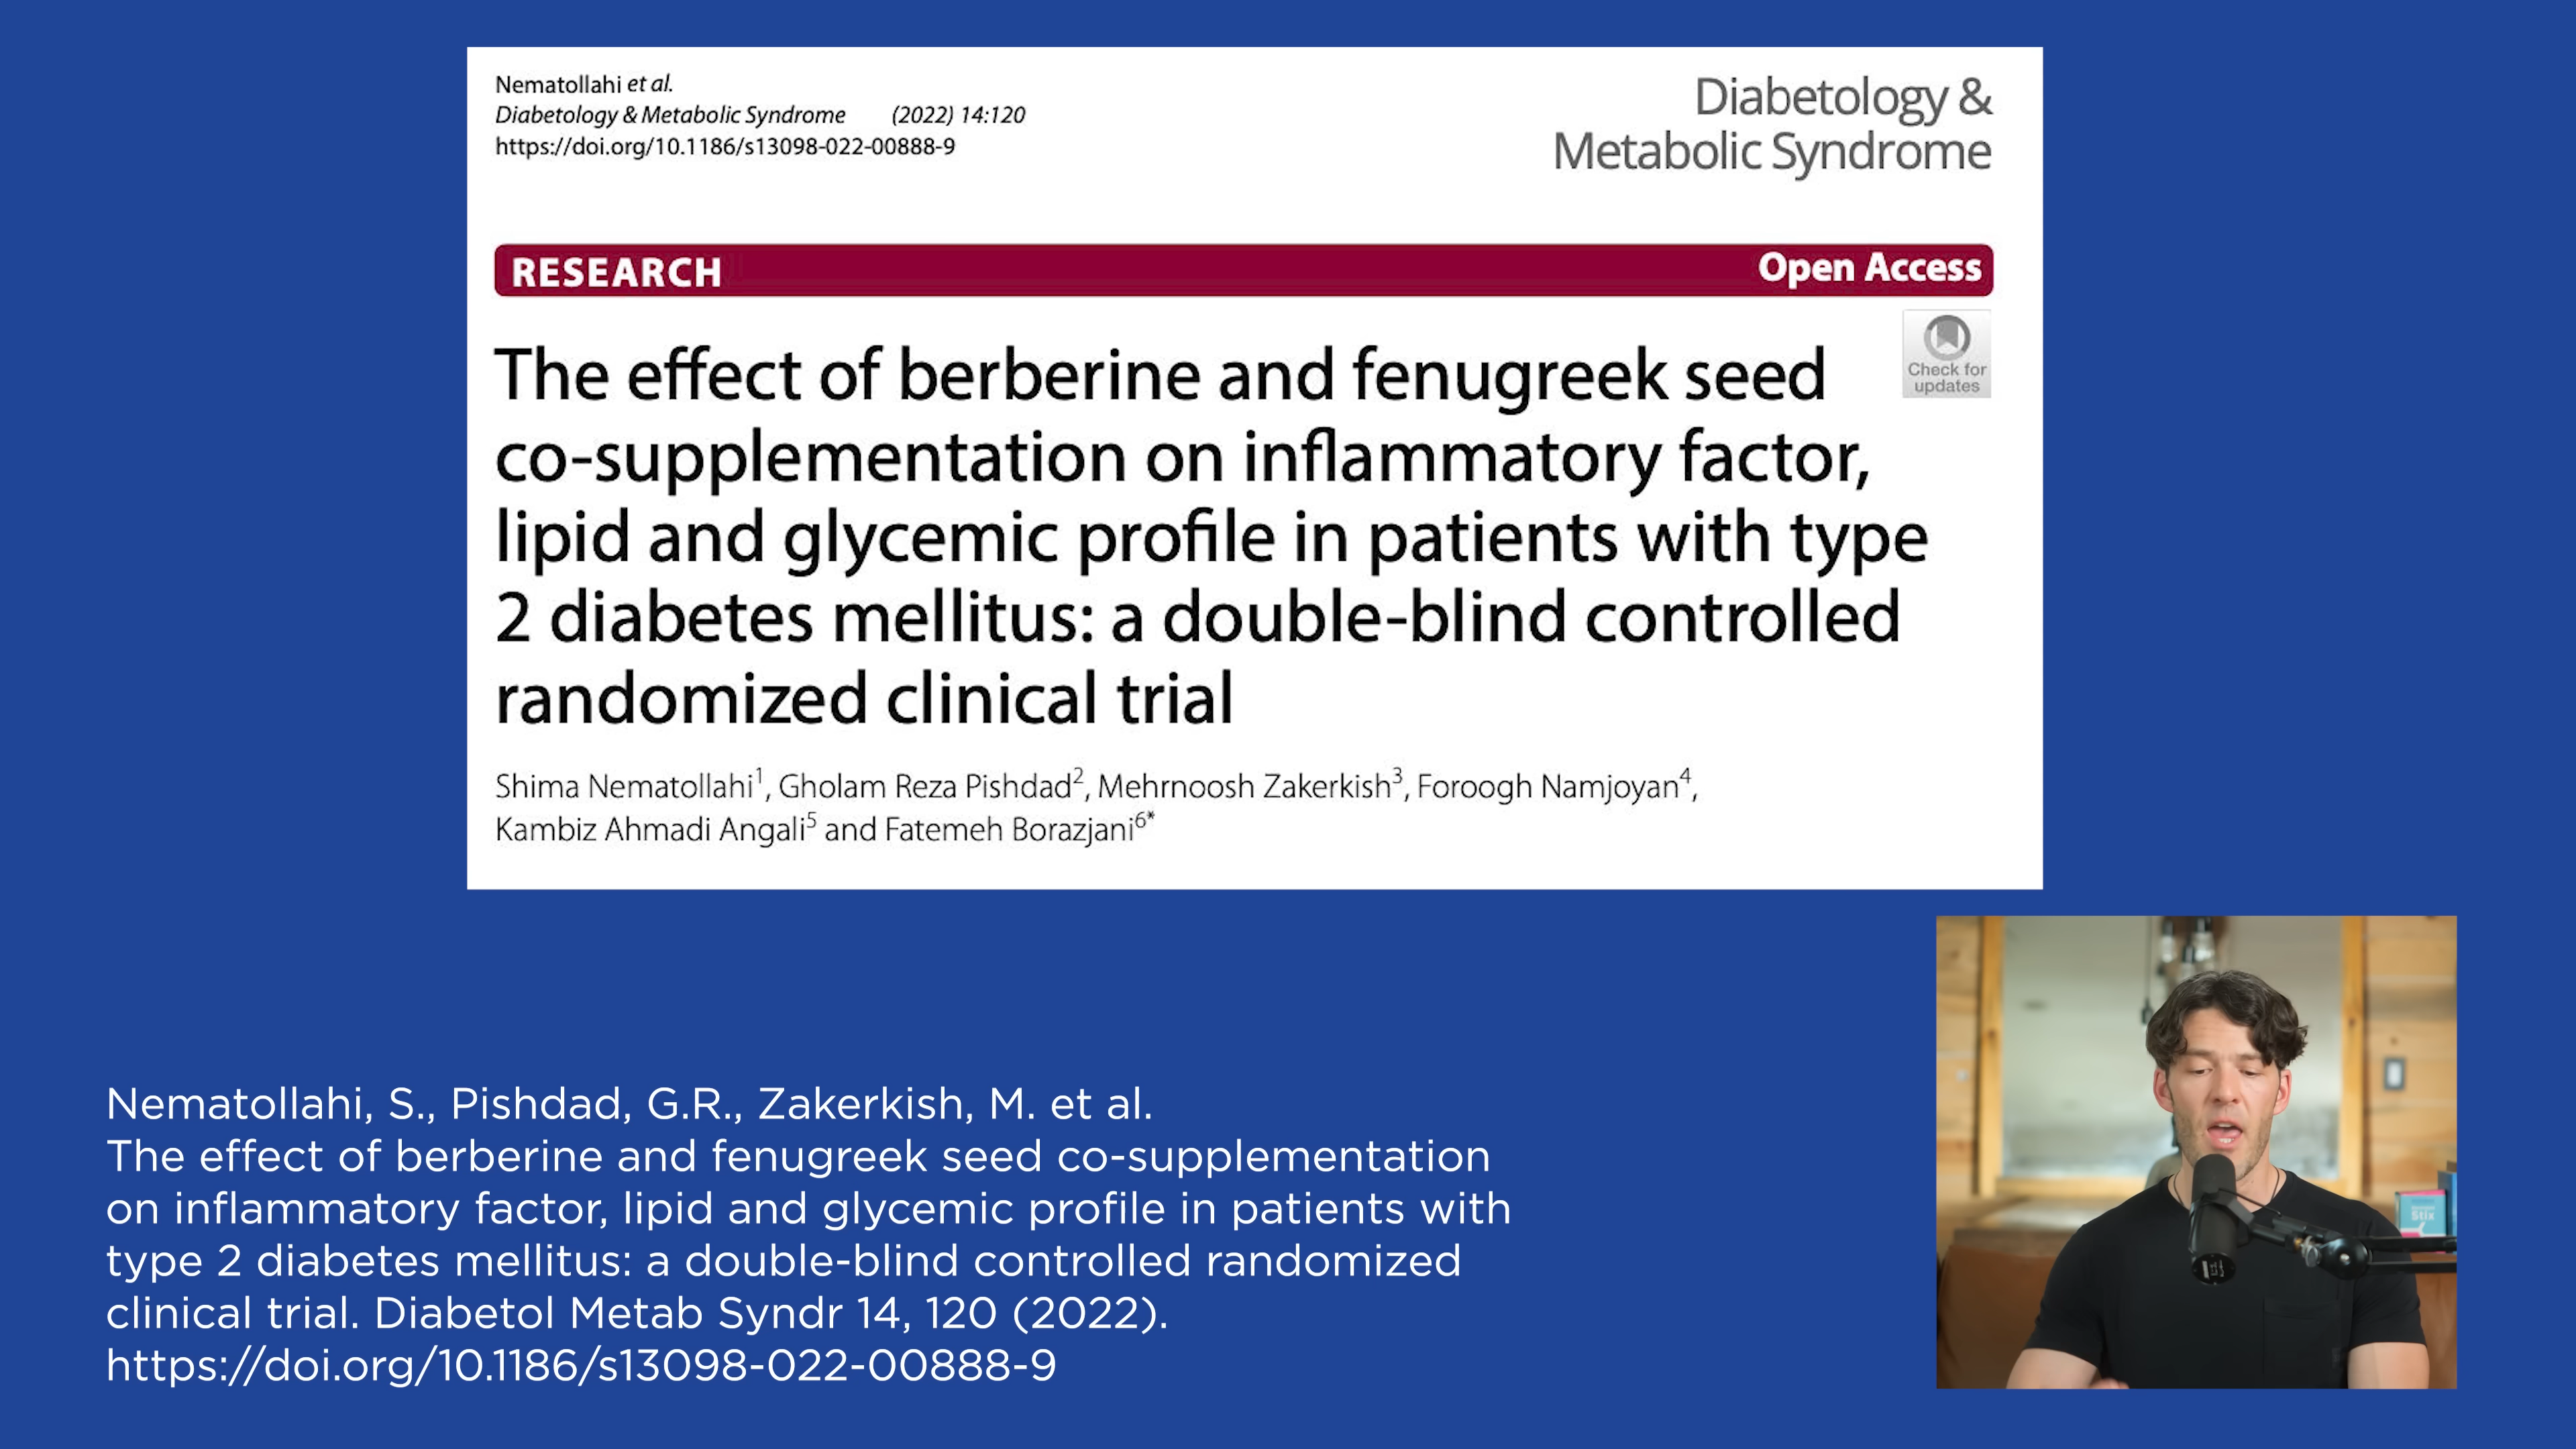 Nematollahi et al.
Diabetology & Metabolic Syndrome (2022) 14:120
https://doi.org/10.1186/s13098-022-00888-9
Diabetology &
Metabolic Syndrome
RESEARCH
Open Access
Check for
updates
The effect of berberine and fenugreek seed
co-supplementation on inflammatory factor,
lipid and glycemic profile in patients with type
2 diabetes mellitus: a double-blind controlled
randomized clinical trial
Shima Nematollahi1, Gholam Reza Pishdad2, Mehrnoosh Zakerkish3, Foroogh Namjoyan4,
Kambiz Ahmadi Angali5 and Fatemeh Borazjani6*
Nematollahi, S., Pishdad, G.R., Zakerkish, M. et al.
The effect of berberine and fenugreek seed co-supplementation
on inflammatory factor, lipid and glycemic profile in patients with
type 2 diabetes mellitus: a double-blind controlled randomized
clinical trial. Diabetol Metab Syndr 14, 120 (2022).
https://doi.org/10.1186/s13098-022-00888-9
Stix